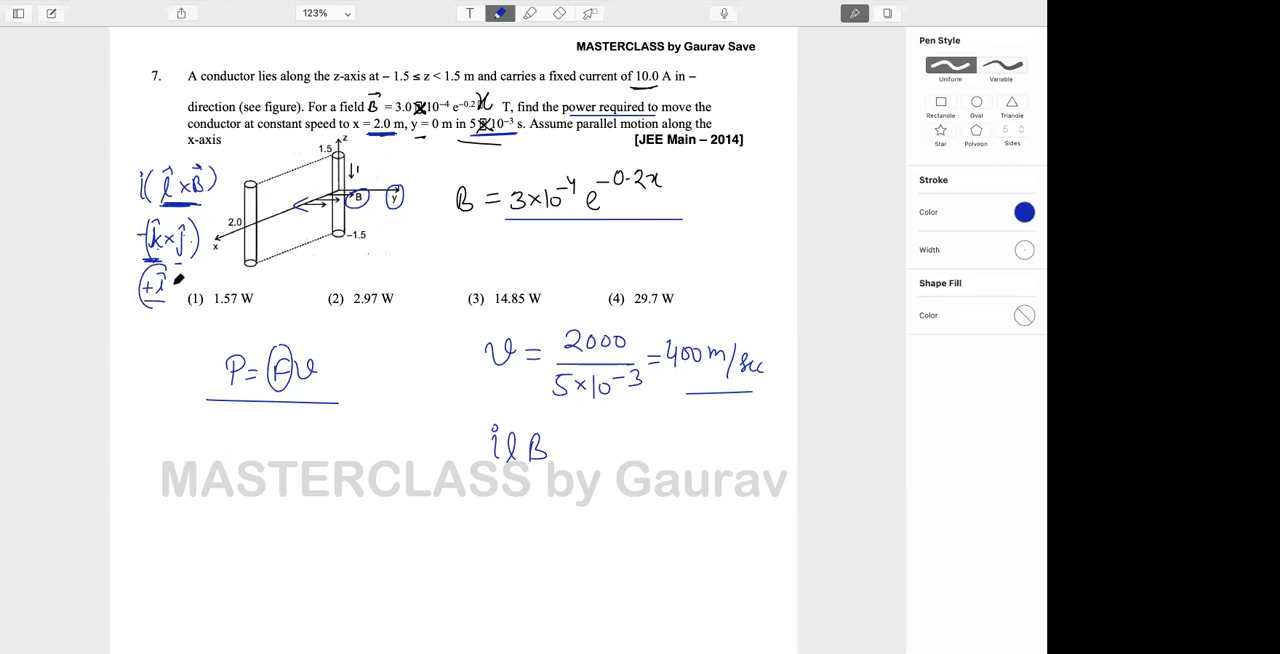 123%
T
MASTERCLASS by Gaurav Save
7. A conductor lies along the z-axis at – 1.5 ≤ z < 1.5 m and carries a fixed current of 10.0 A in –
direction (see figure). For a field B⃗ = 3.0 × 10⁻⁴ e⁻⁰·² x T, find the power required to move the
conductor at constant speed to x = 2.0 m, y = 0 m in 5 × 10⁻³ s. Assume parallel motion along the
x-axis [JEE Main – 2014]
z
1.5
I
B
y
2.0
x
–1.5
i(l⃗ × B⃗)
-(k̂ × ĵ)
+î
B = 3×10⁻⁴ e⁻⁰·²ˣ
(1) 1.57 W (2) 2.97 W (3) 14.85 W (4) 29.7 W
P = Fv
v = 2000 / 5×10⁻³ = 400 m/sec
i l B
MASTERCLASS by Gaurav
Pen Style
Uniform Variable
Rectangle Oval Triangle
5
Star Polygon Sides
Stroke
Color
Width
Shape Fill
Color